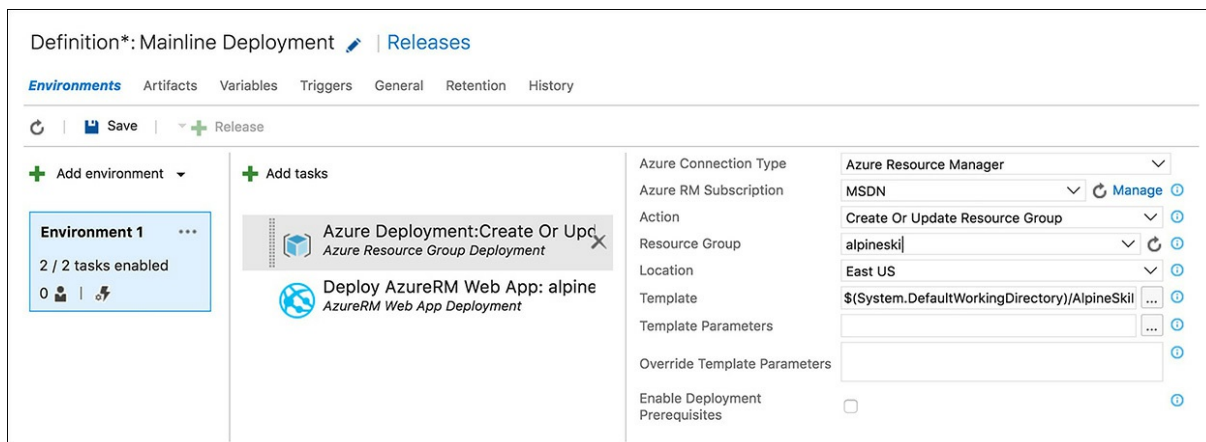 Definition*: Mainline Deployment | Releases
Environments Artifacts Variables Triggers General Retention History
Save | Release
Add environment
Add tasks
Environment 1 ...
2 / 2 tasks enabled
0 |
Azure Deployment:Create Or Upd
Azure Resource Group Deployment
Deploy AzureRM Web App: alpine
AzureRM Web App Deployment
Azure Connection Type Azure Resource Manager
Azure RM Subscription MSDN Manage
Action Create Or Update Resource Group
Resource Group alpineski
Location East US
Template $(System.DefaultWorkingDirectory)/AlpineSkil ...
Template Parameters ...
Override Template Parameters
Enable Deployment
Prerequisites